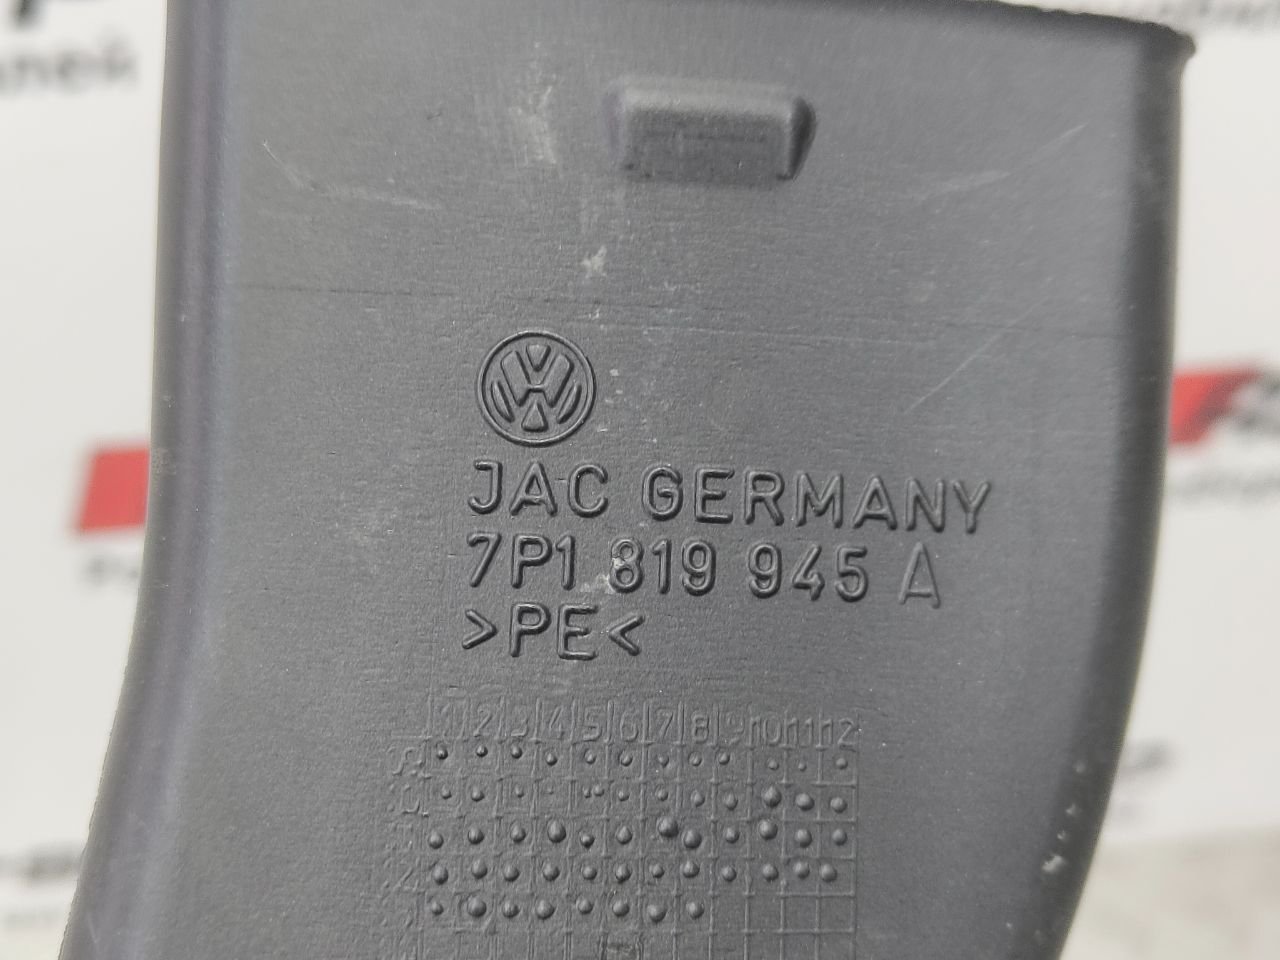 JAC GERMANY
7P1 819 945 A
>PE<
1 2 3 4 5 6 7 8 9 10 11 12